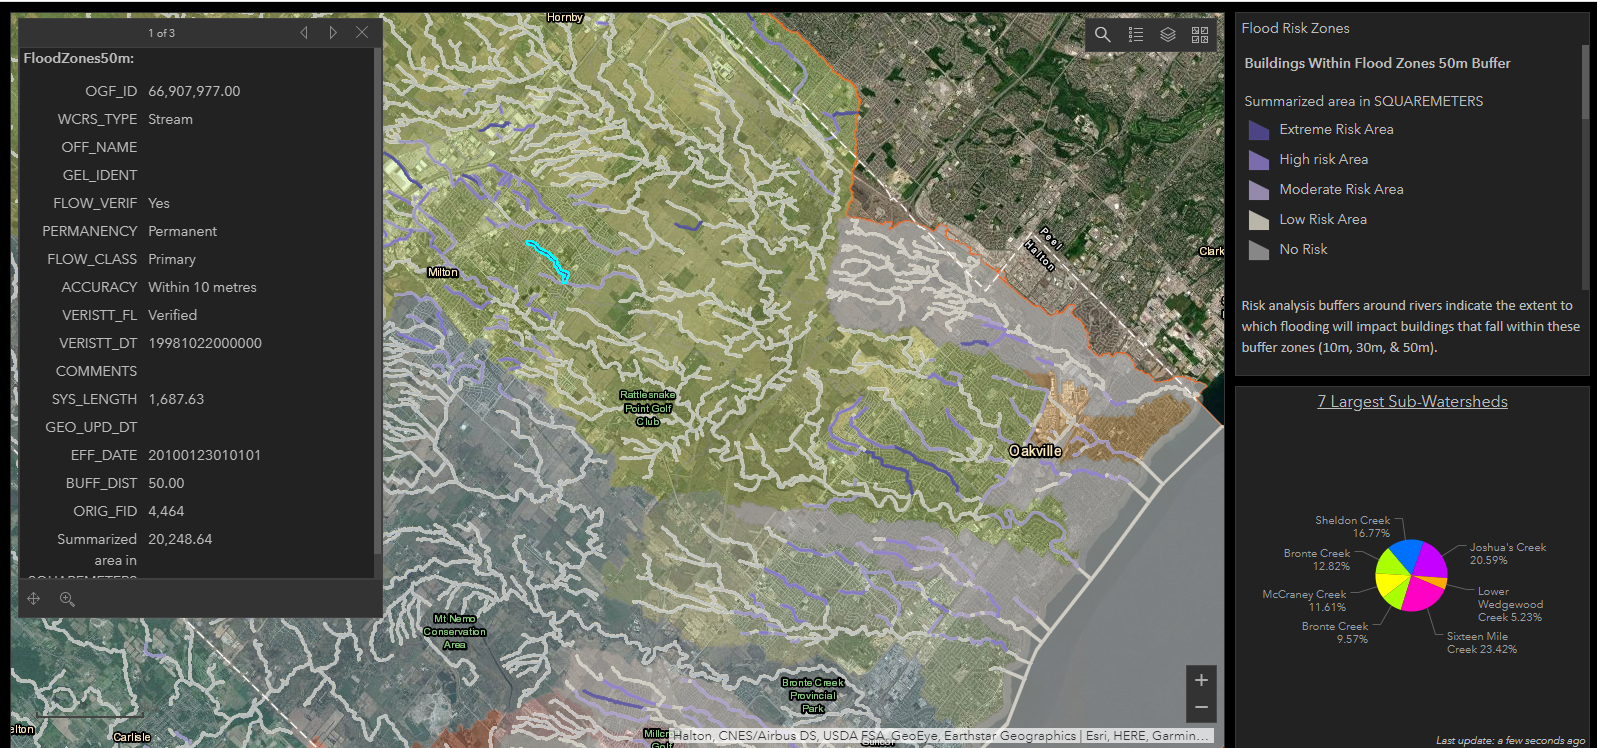 1 of 3
FloodZones50m:
OGF_ID 66,907,977.00
WCRS_TYPE Stream
OFF_NAME
GEL_IDENT
FLOW_VERIF Yes
PERMANENCY Permanent
FLOW_CLASS Primary
ACCURACY Within 10 metres
VERISTT_FL Verified
VERISTT_DT 19981022000000
COMMENTS
SYS_LENGTH 1,687.63
GEO_UPD_DT
EFF_DATE 20100123010101
BUFF_DIST 50.00
ORIG_FID 4,464
Summarized 20,248.64
area in
SQUAREMETERS
Hornby
Milton
Peel
Halton
Clark
Rattlesnake
Point Golf
Club
Oakville
Mt Nemo
Conservation
Area
Bronte Creek
Provincial
Park
elton
Carlisle
Millcr
Golf
Halton, CNES/Airbus DS, USDA FSA, GeoEye, Earthstar Geographics | Esri, HERE, Garmin...
+
−
Flood Risk Zones
Buildings Within Flood Zones 50m Buffer
Summarized area in SQUAREMETERS
Extreme Risk Area
High risk Area
Moderate Risk Area
Low Risk Area
No Risk
Risk analysis buffers around rivers indicate the extent to
which flooding will impact buildings that fall within these
buffer zones (10m, 30m, & 50m).
7 Largest Sub-Watersheds
Sheldon Creek
16.77%
Joshua's Creek
20.59%
Bronte Creek
12.82%
McCraney Creek
11.61%
Lower
Wedgewood
Creek 5.23%
Bronte Creek
9.57%
Sixteen Mile
Creek 23.42%
Last update: a few seconds ago